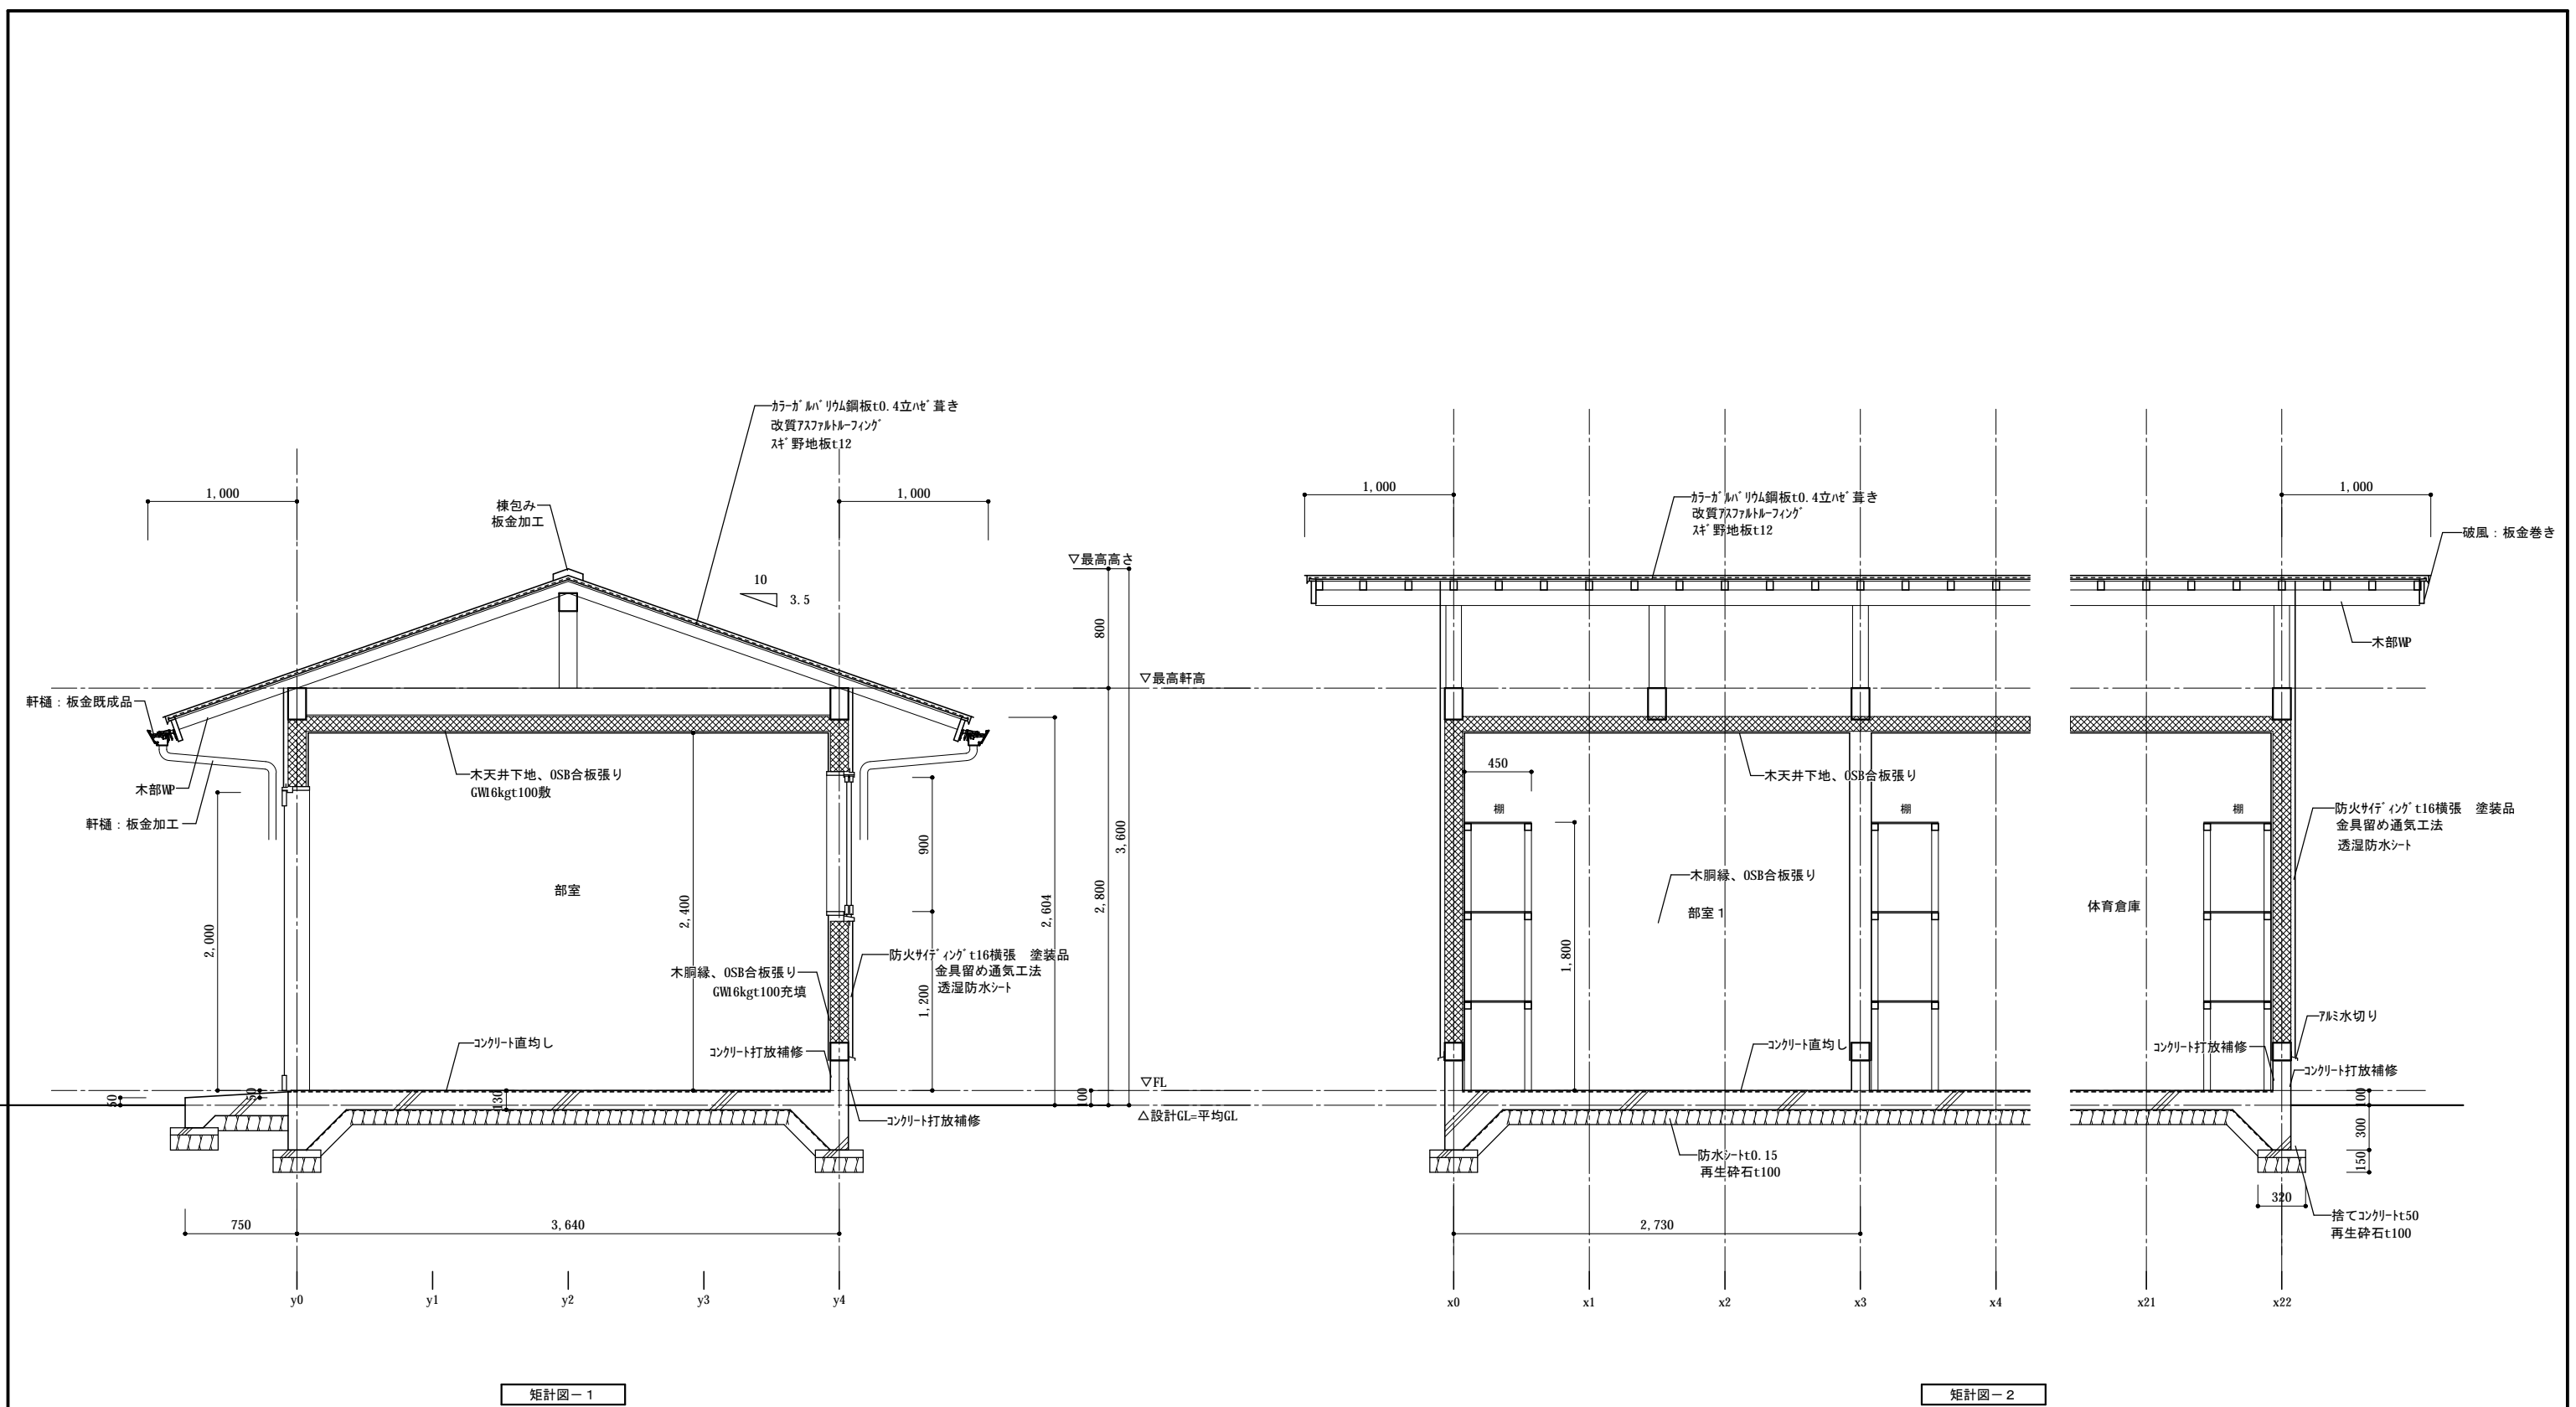 カラーガルバリウム鋼板t0.4立ハゼ葺き
改質アスファルトルーフィング
スギ野地板t12
1,000
1,000
棟包み
板金加工
10
3.5
▽最高高さ
800
3,600
▽最高軒高
軒樋：板金既成品
木部WP
軒樋：板金加工
木天井下地、OSB合板張り
GW16kgt100敷
部室
2,000
2,400
900
1,200
2,604
2,800
防火サイディングt16横張　塗装品
金具留め通気工法
透湿防水シート
木胴縁、OSB合板張り
GW16kgt100充填
コンクリート直均し
コンクリート打放補修
コンクリート打放補修
▽FL
△設計GL=平均GL
50
50
130
100
750
3,640
y0
y1
y2
y3
y4
矩計図－１
1,000
カラーガルバリウム鋼板t0.4立ハゼ葺き
改質アスファルトルーフィング
スギ野地板t12
1,000
破風：板金巻き
木部WP
450
木天井下地、OSB合板張り
棚
棚
棚
防火サイディングt16横張　塗装品
金具留め通気工法
透湿防水シート
木胴縁、OSB合板張り
部室１
1,800
体育倉庫
アルミ水切り
コンクリート直均し
コンクリート打放補修
コンクリート打放補修
100
300
150
防水シートt0.15
再生砕石t100
320
捨てコンクリートt50
再生砕石t100
2,730
x0
x1
x2
x3
x4
x21
x22
矩計図－２